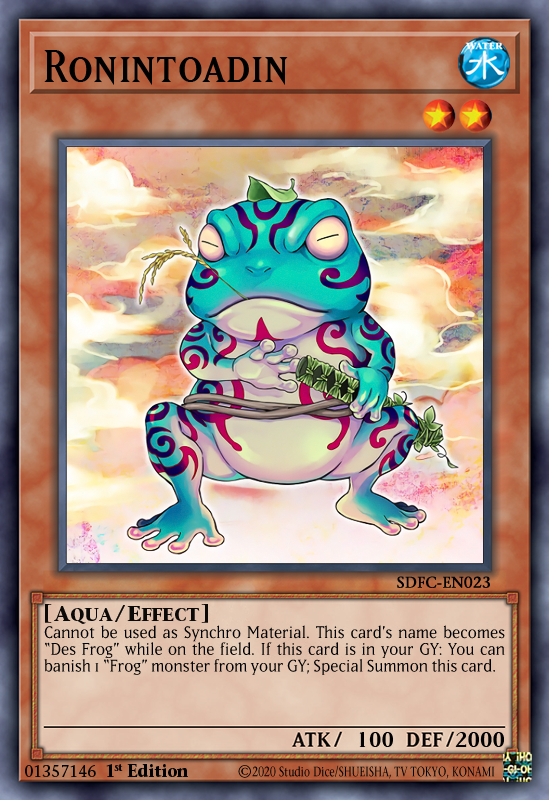 RONINTOADIN
WATER
水
SDFC-EN023
[AQUA/EFFECT]
Cannot be used as Synchro Material. This card's name becomes
"Des Frog" while on the field. If this card is in your GY: You can
banish 1 "Frog" monster from your GY; Special Summon this card.
ATK/ 100 DEF/2000
01357146 1st Edition ©2020 Studio Dice/SHUEISHA, TV TOKYO, KONAMI